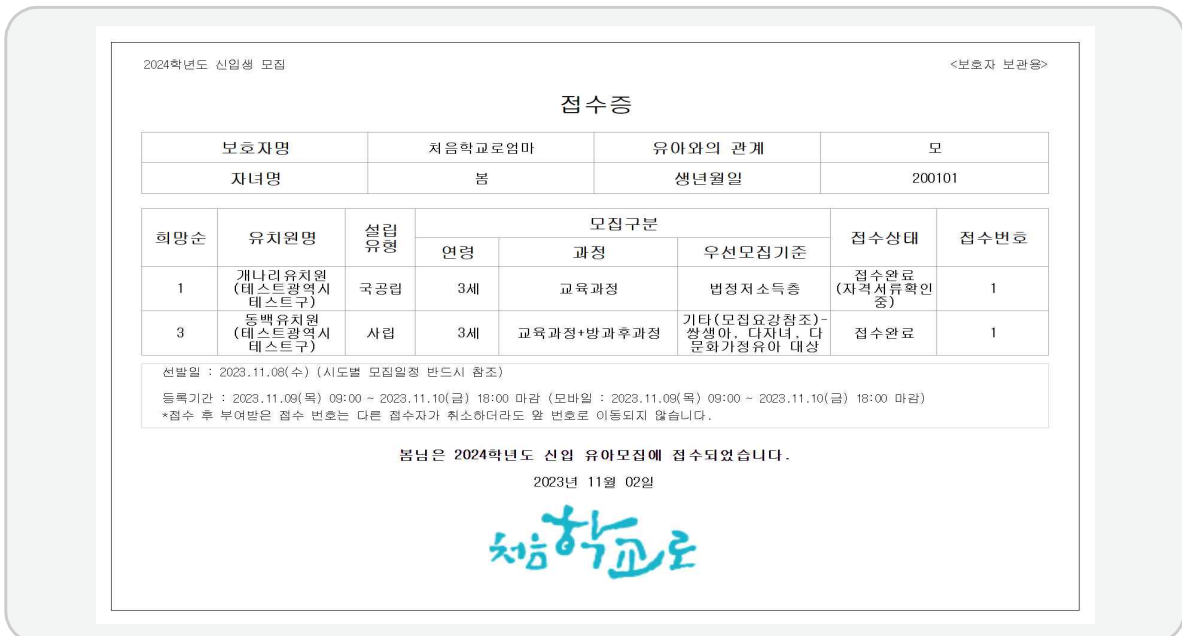 2024학년도 신입생 모집 <보호자 보관용>
접수증
보호자명 처음학교로엄마 유아와의 관계 모
자녀명 봄 생년월일 200101
희망순 유치원명 설립유형 모집구분 접수상태 접수번호
연령 과정 우선모집기준
1 개나리유치원(테스트광역시 테스트구) 국공립 3세 교육과정 법정저소득층 접수완료(자격서류확인중) 1
3 동백유치원(테스트광역시 테스트구) 사립 3세 교육과정+방과후과정 기타(모집요강참조)-쌍생아, 다자녀, 다문화가정유아 대상 접수완료 1
선발일 : 2023.11.08(수) (시도별 모집일정 반드시 참조)
등록기간 : 2023.11.09(목) 09:00 ~ 2023.11.10(금) 18:00 마감 (모바일 : 2023.11.09(목) 09:00 ~ 2023.11.10(금) 18:00 마감)
*접수 후 부여받은 접수 번호는 다른 접수자가 취소하더라도 앞 번호로 이동되지 않습니다.
봄님은 2024학년도 신입 유아모집에 접수되었습니다.
2023년 11월 02일
처음학교로